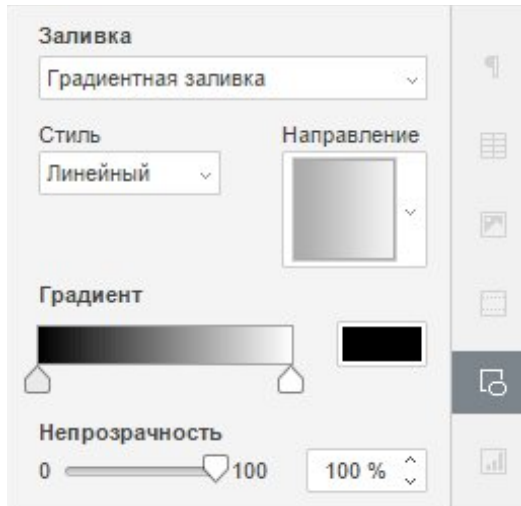 Заливка
Градиентная заливка
Стиль Направление
Линейный
Градиент
Непрозрачность
0 100 100 %